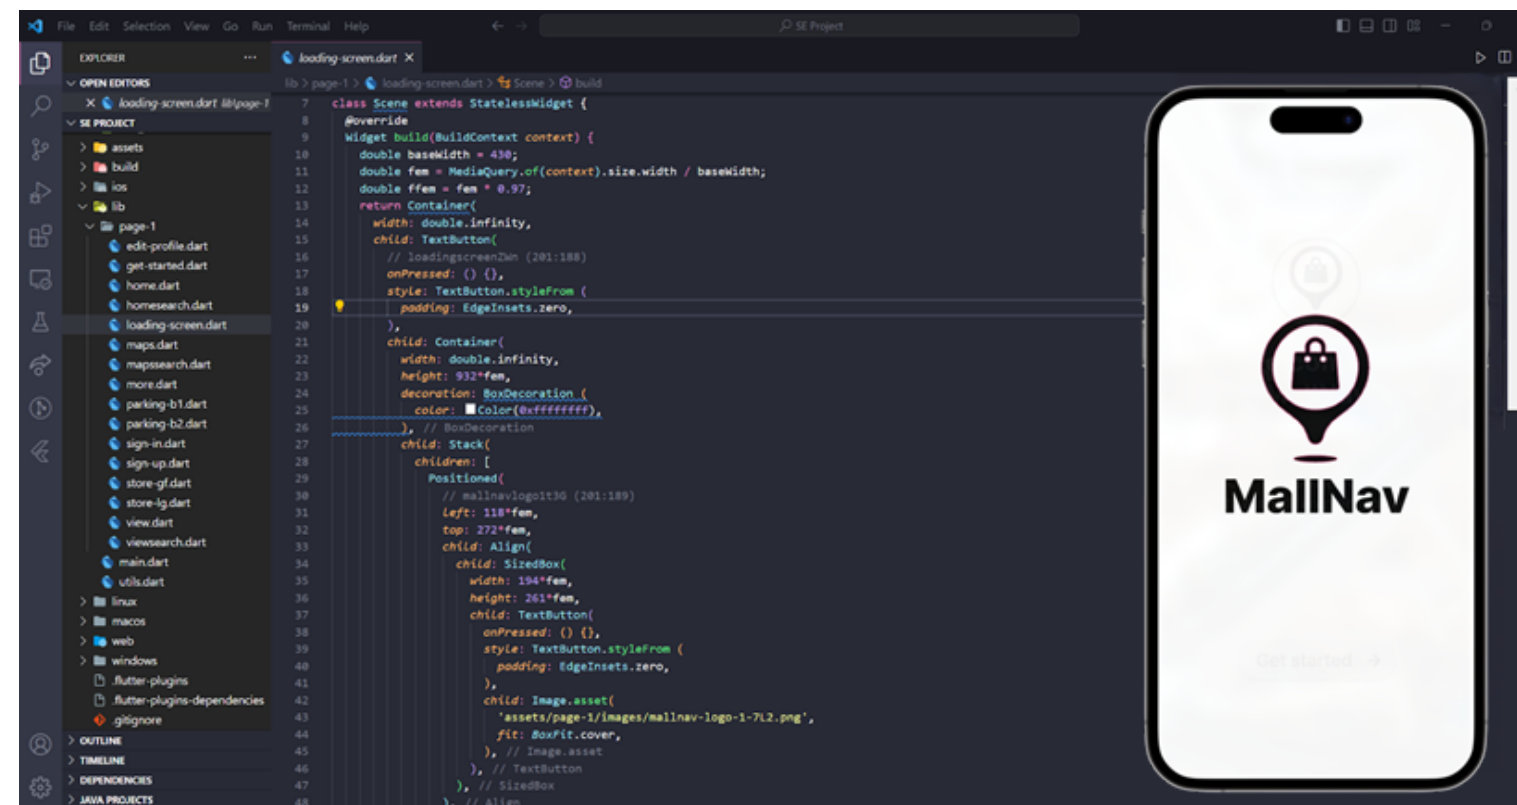 File Edit Selection View Go Run Terminal Help
SE Project
EXPLORER
OPEN EDITORS
loading-screen.dart lib\page-1
SE PROJECT
assets
build
ios
lib
page-1
edit-profile.dart
get-started.dart
home.dart
homesearch.dart
loading-screen.dart
maps.dart
mapssearch.dart
more.dart
parking-b1.dart
parking-b2.dart
sign-in.dart
sign-up.dart
store-gf.dart
store-lg.dart
view.dart
viewsearch.dart
main.dart
utils.dart
linux
macos
web
windows
.flutter-plugins
.flutter-plugins-dependencies
.gitignore
OUTLINE
TIMELINE
DEPENDENCIES
JAVA PROJECTS
loading-screen.dart
lib > page-1 > loading-screen.dart > Scene > build
7 class Scene extends StatelessWidget {
8 @override
9 Widget build(BuildContext context) {
10 double baseWidth = 430;
11 double fem = MediaQuery.of(context).size.width / baseWidth;
12 double ffem = fem * 0.97;
13 return Container(
14 width: double.infinity,
15 child: TextButton(
16 // loadingscreenZWn (201:188)
17 onPressed: () {},
18 style: TextButton.styleFrom (
19 padding: EdgeInsets.zero,
20 ),
21 child: Container(
22 width: double.infinity,
23 height: 932*fem,
24 decoration: BoxDecoration (
25 color: Color(0xffffffff),
26 ), // BoxDecoration
27 child: Stack(
28 children: [
29 Positioned(
30 // mallnavlogo1t3G (201:189)
31 left: 118*fem,
32 top: 272*fem,
33 child: Align(
34 child: SizedBox(
35 width: 194*fem,
36 height: 261*fem,
37 child: TextButton(
38 onPressed: () {},
39 style: TextButton.styleFrom (
40 padding: EdgeInsets.zero,
41 ),
42 child: Image.asset(
43 'assets/page-1/images/mallnav-logo-1-7L2.png',
44 fit: BoxFit.cover,
45 ), // Image.asset
46 ), // TextButton
47 ), // SizedBox
48 ), // Align
MallNav
Get started →